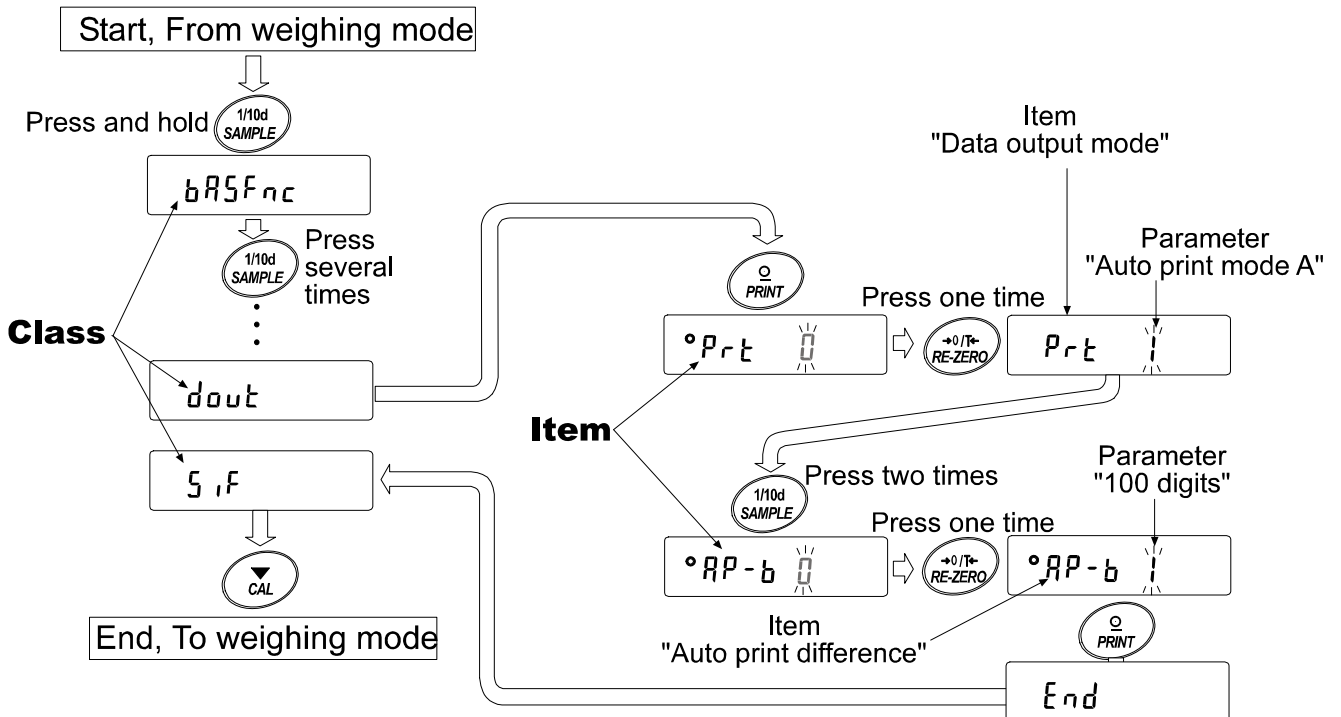 Start, From weighing mode
Press and hold
1/10d
SAMPLE
bASFnc
1/10d
SAMPLE
Press
several
times
Class
dout
SiF
CAL
End, To weighing mode
PRINT
Prt 0
Press one time
→0/T←
RE-ZERO
Item
"Data output mode"
Parameter
"Auto print mode A"
Prt 1
Item
1/10d
SAMPLE
Press two times
AP-b 0
Press one time
→0/T←
RE-ZERO
Parameter
"100 digits"
AP-b 1
Item
"Auto print difference"
PRINT
End